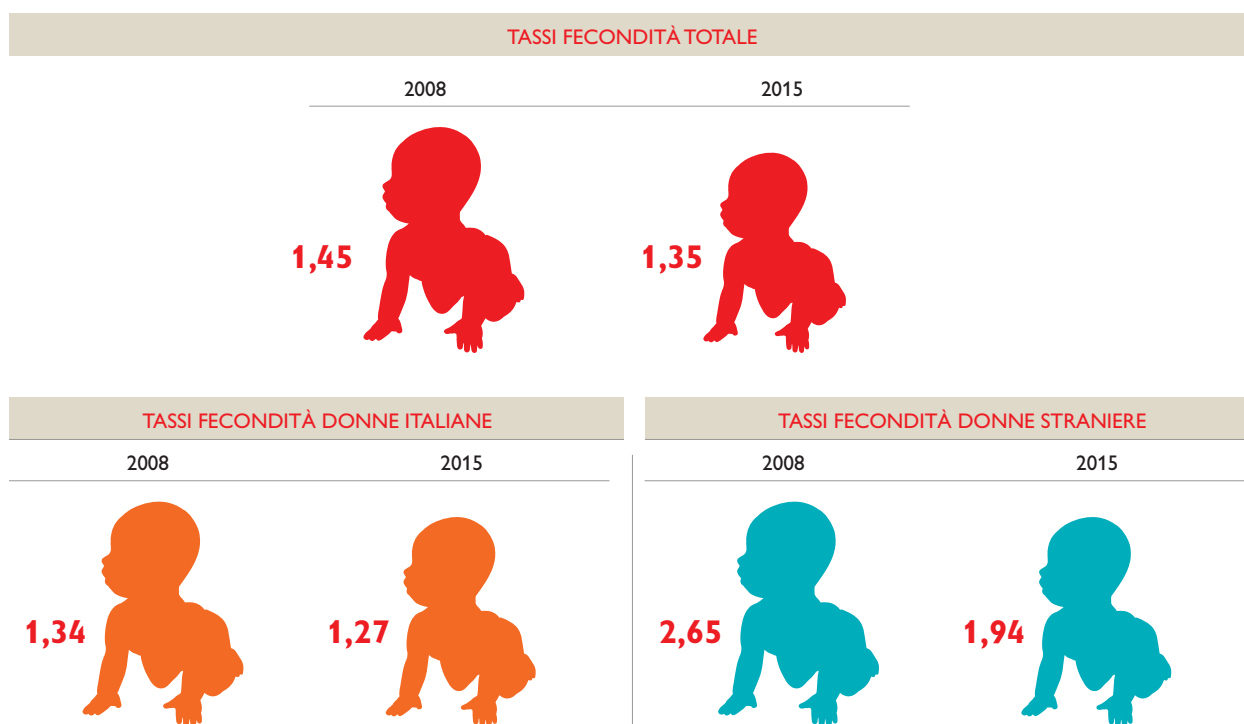 TASSI FECONDITÀ TOTALE
2008 2015
1,45 1,35
TASSI FECONDITÀ DONNE ITALIANE
2008 2015
1,34 1,27
TASSI FECONDITÀ DONNE STRANIERE
2008 2015
2,65 1,94